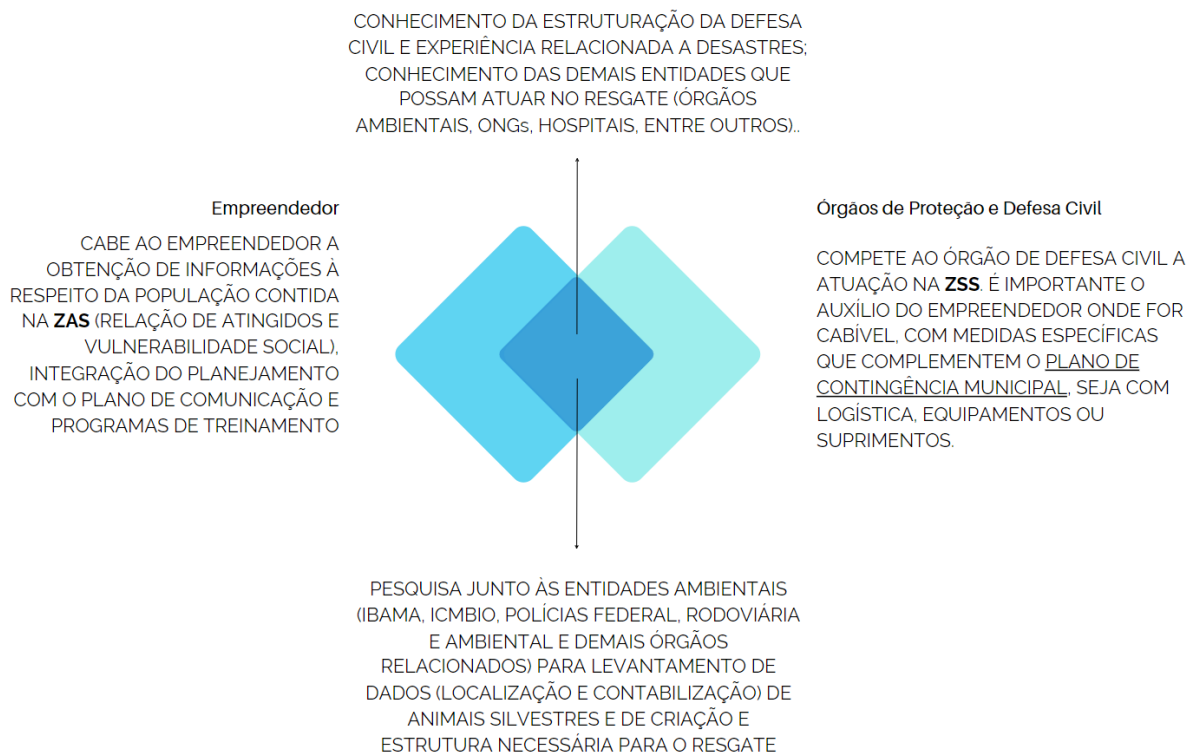 CONHECIMENTO DA ESTRUTURAÇÃO DA DEFESA
CIVIL E EXPERIÊNCIA RELACIONADA A DESASTRES;
CONHECIMENTO DAS DEMAIS ENTIDADES QUE
POSSAM ATUAR NO RESGATE (ÓRGÃOS
AMBIENTAIS, ONGs, HOSPITAIS, ENTRE OUTROS)..
Empreendedor
CABE AO EMPREENDEDOR A
OBTENÇÃO DE INFORMAÇÕES À
RESPEITO DA POPULAÇÃO CONTIDA
NA ZAS (RELAÇÃO DE ATINGIDOS E
VULNERABILIDADE SOCIAL),
INTEGRAÇÃO DO PLANEJAMENTO
COM O PLANO DE COMUNICAÇÃO E
PROGRAMAS DE TREINAMENTO
Órgãos de Proteção e Defesa Civil
COMPETE AO ÓRGÃO DE DEFESA CIVIL A
ATUAÇÃO NA ZSS. É IMPORTANTE O
AUXÍLIO DO EMPREENDEDOR ONDE FOR
CABÍVEL, COM MEDIDAS ESPECÍFICAS
QUE COMPLEMENTEM O PLANO DE
CONTINGÊNCIA MUNICIPAL, SEJA COM
LOGÍSTICA, EQUIPAMENTOS OU
SUPRIMENTOS.
PESQUISA JUNTO ÀS ENTIDADES AMBIENTAIS
(IBAMA, ICMBIO, POLÍCIAS FEDERAL, RODOVIÁRIA
E AMBIENTAL E DEMAIS ÓRGÃOS
RELACIONADOS) PARA LEVANTAMENTO DE
DADOS (LOCALIZAÇÃO E CONTABILIZAÇÃO) DE
ANIMAIS SILVESTRES E DE CRIAÇÃO E
ESTRUTURA NECESSÁRIA PARA O RESGATE